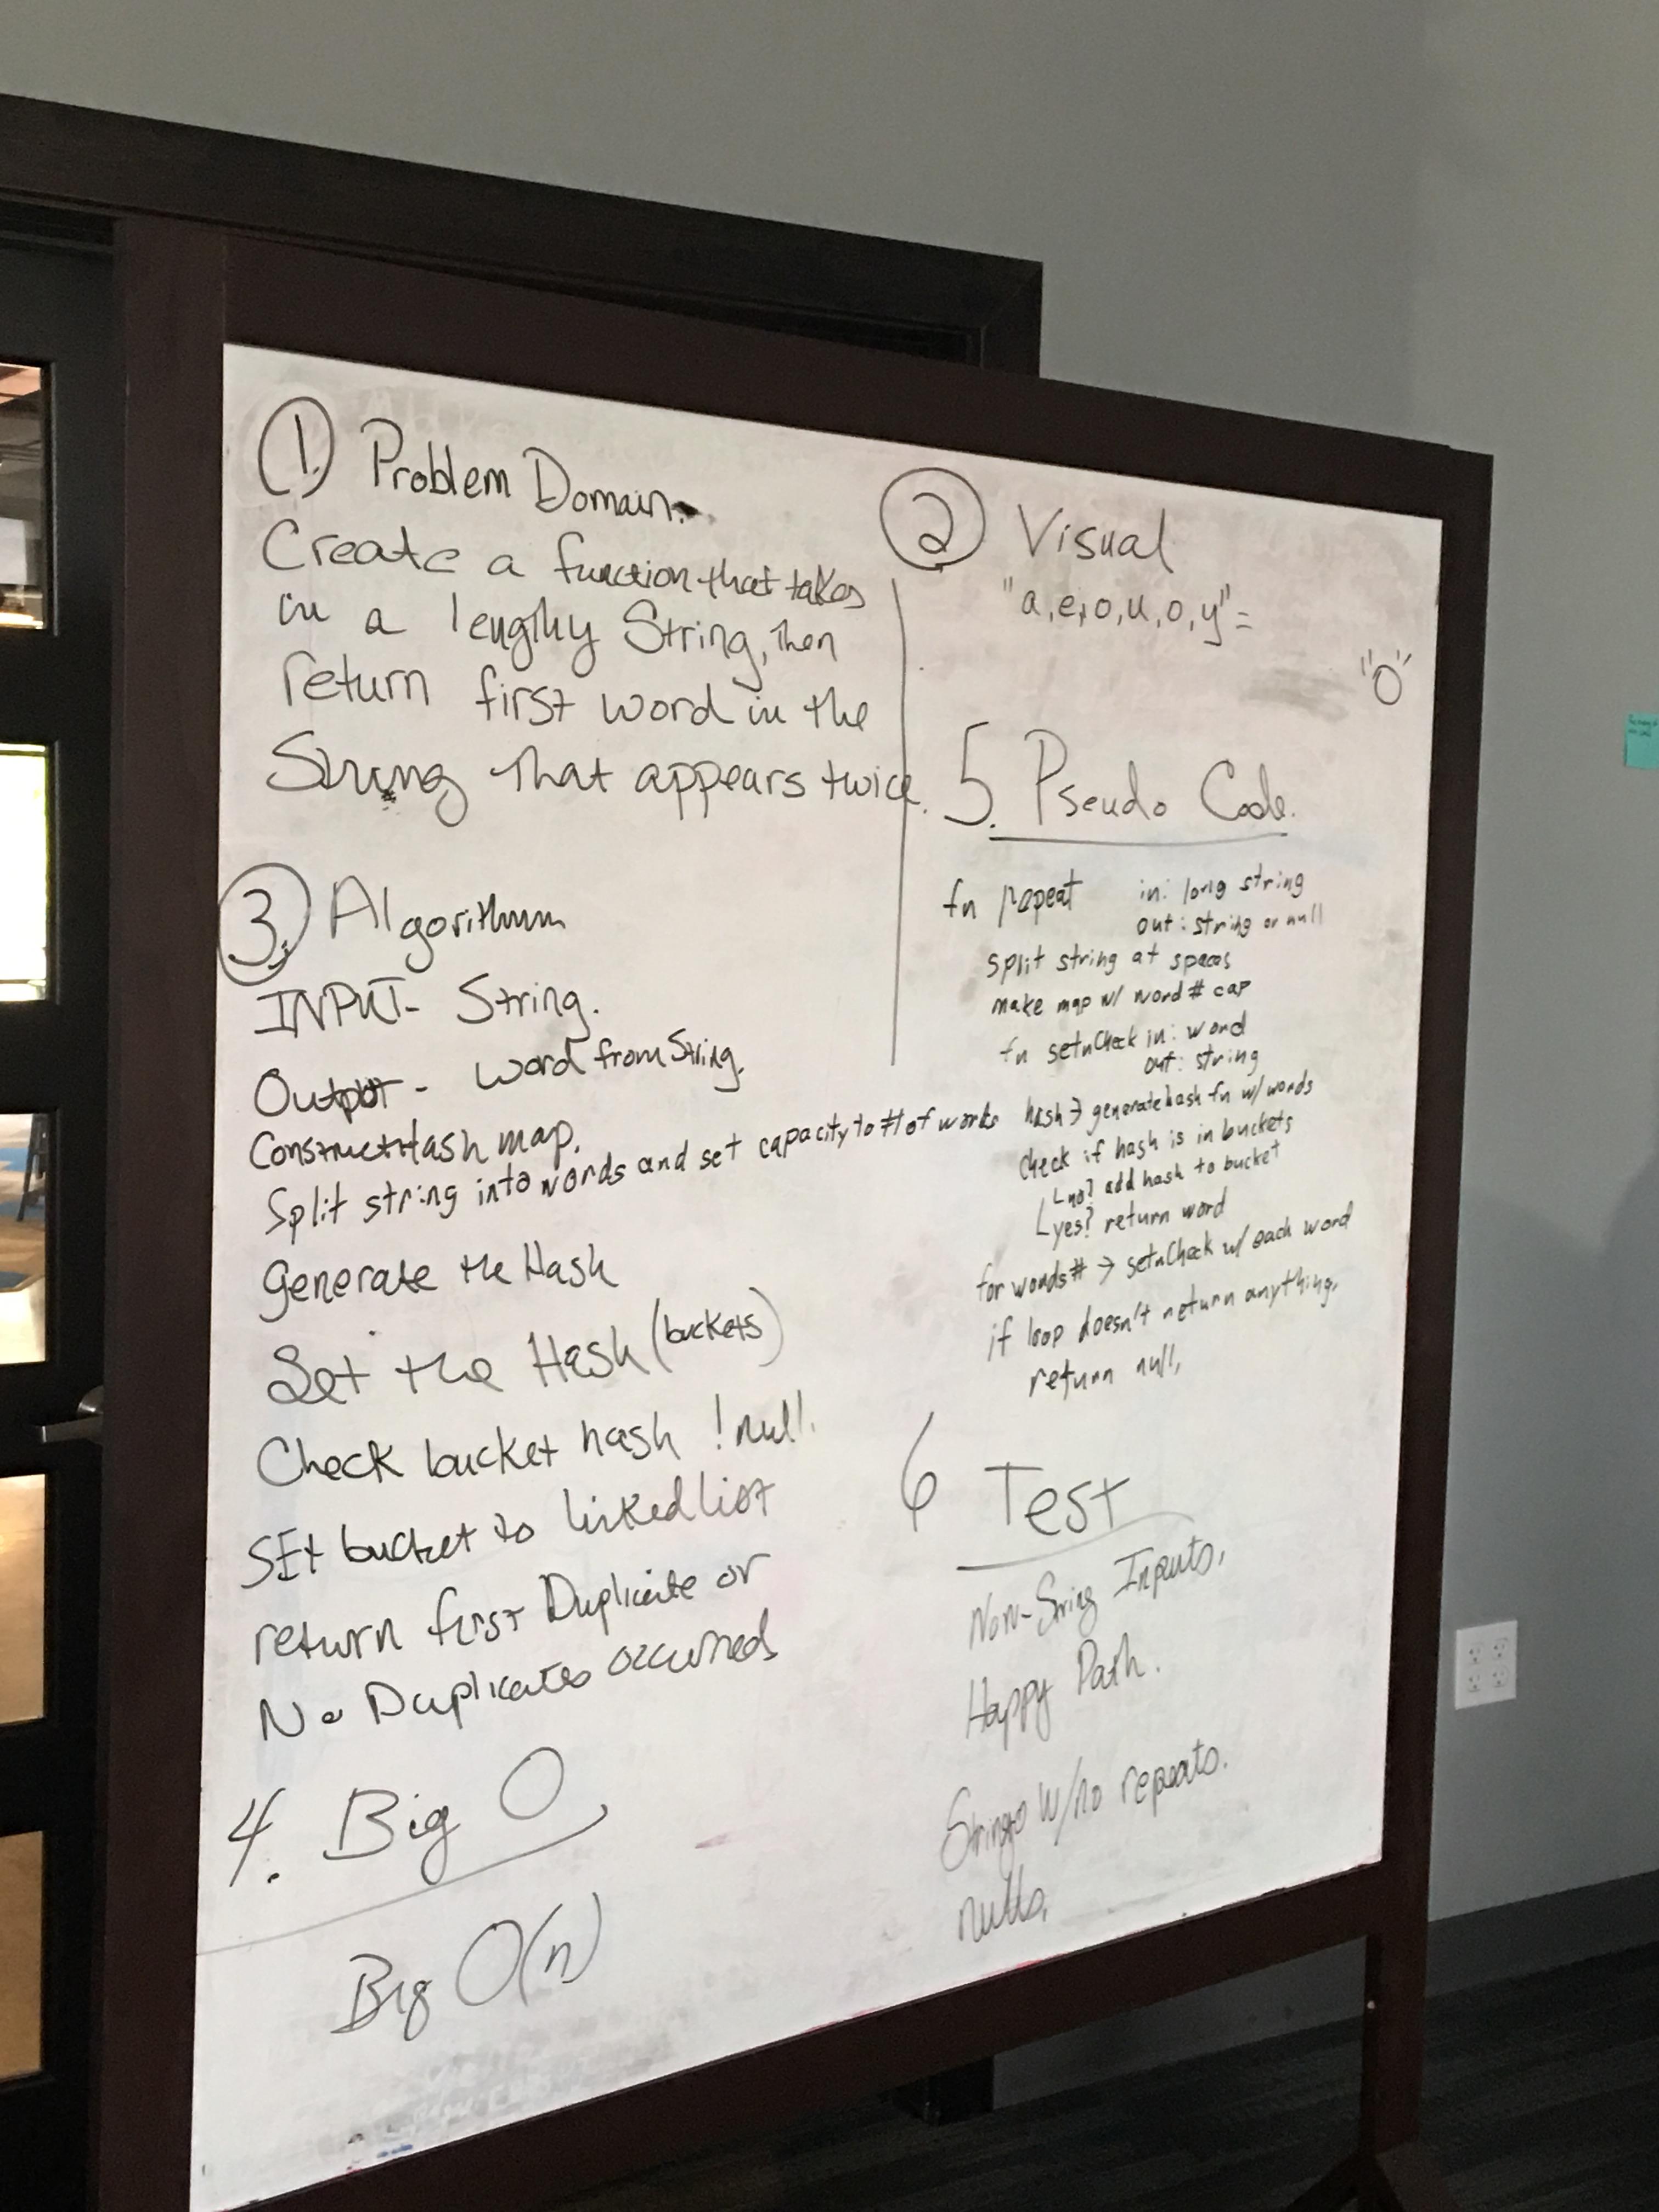 1.) Problem Domain.
Create a function that takes
in a lengthy String, then
return first word in the
String that appears twice.
2 Visual
"a,e,i,o,u,o,y" =
"o"
3.) Algorithmm
INPUT - String.
Output - word from String.
Construct Hash map.
Split string into words and set capacity to # of words
generate the Hash
Set the Hash (buckets)
Check bucket hash !null.
SEt bucket to linked list
return first Duplicate or
No Duplicates occurred
4. Big O
Big O(n)
5. Pseudo Code.
fn repeat in: long string
out: string or null
split string at spaces
make map w/ word # cap
fn setnCheck in: word
out: string
hash → generate hash fn w/words
check if hash is in buckets
no? add hash to bucket
yes? return word
for words # → setnCheck w/ each word
if loop doesn't return anything,
return null,
6 Test
Non-String Inputs,
Happy Path.
Strings w/no repeats.
nulls,